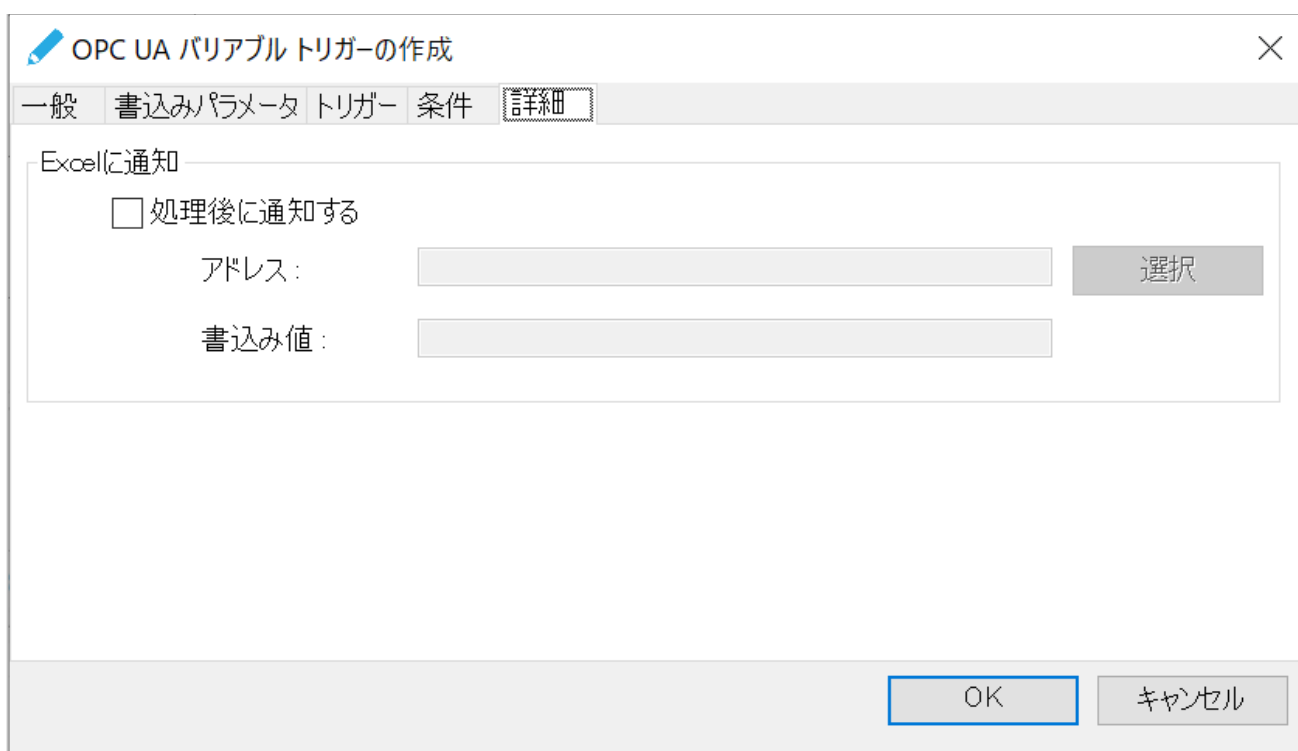 OPC UA バリアブル トリガーの作成
一般 書込みパラメータ トリガー 条件 詳細
Excelに通知
処理後に通知する
アドレス : 選択
書込み値 :
OK キャンセル